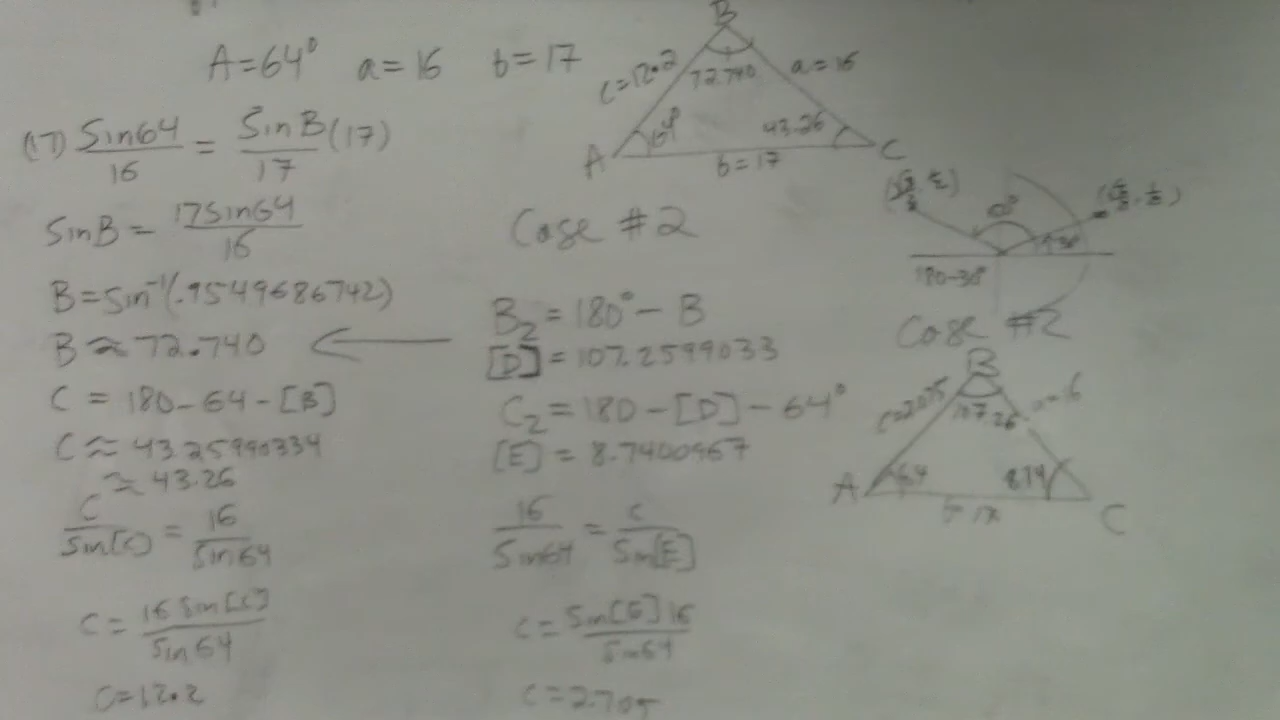 A=64° a=16 b=17
(17) Sin64/16 = SinB/17 (17)
SinB = 17Sin64/16
B=Sin⁻¹(.9549686742)
B≈72.740
C = 180-64-[B]
C≈43.25990334
≈43.26
C/Sin[C] = 16/Sin64
C= 16 Sin[C]/Sin64
C=12.2
Case #2
B₂=180°-B
[D]=107.2599033
C₂=180-[D]-64°
[E]=8.7400967
16/Sin64 = c/Sin[E]
c= Sin[E]16/Sin64
c=2.705
B
c=12.2
72.740
a=16
64°
43.26
A
b=17
C
180-30°
Case #2
B
107.26
64
8.74
A
C